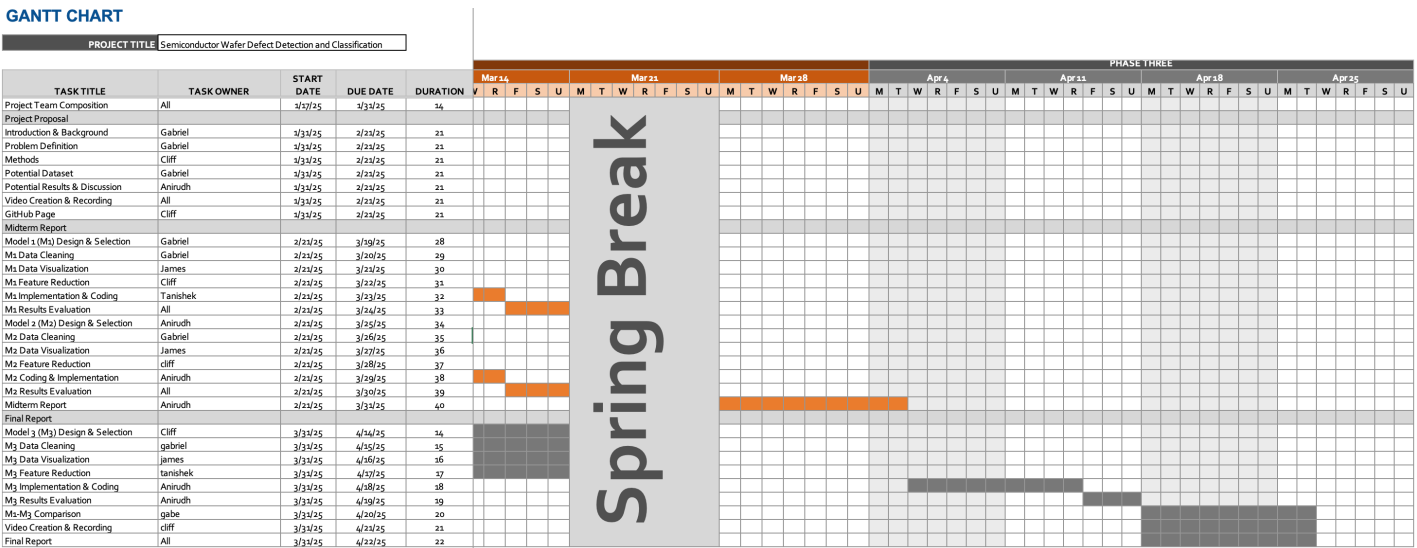 GANTT CHART
PROJECT TITLE Semiconductor Wafer Defect Detection and Classification
PHASE THREE
Mar 14 Mar 21 Mar 28 Apr 4 Apr 11 Apr 18 Apr 25
TASK TITLE TASK OWNER START DATE DUE DATE DURATION R F S U M T W R F S U M T W R F S U M T W R F S U M T W R F S U M T W R F S U M T W R F S U
Project Team Composition All 1/17/25 1/31/25 14
Project Proposal
Introduction & Background Gabriel 1/31/25 2/21/25 21
Problem Definition Gabriel 1/31/25 2/21/25 21
Methods Cliff 1/31/25 2/21/25 21
Potential Dataset Gabriel 1/31/25 2/21/25 21
Potential Results & Discussion Anirudh 1/31/25 2/21/25 21
Video Creation & Recording All 1/31/25 2/21/25 21
GitHub Page Cliff 1/31/25 2/21/25 21
Midterm Report
Model 1 (M1) Design & Selection Gabriel 2/21/25 3/19/25 28
M1 Data Cleaning Gabriel 2/21/25 3/20/25 29
M1 Data Visualization James 2/21/25 3/21/25 30
M1 Feature Reduction Cliff 2/21/25 3/22/25 31
M1 Implementation & Coding Tanishek 2/21/25 3/23/25 32
M1 Results Evaluation All 2/21/25 3/24/25 33
Model 2 (M2) Design & Selection Anirudh 2/21/25 3/25/25 34
M2 Data Cleaning Gabriel 2/21/25 3/26/25 35
M2 Data Visualization James 2/21/25 3/27/25 36
M2 Feature Reduction cliff 2/21/25 3/28/25 37
M2 Coding & Implementation Anirudh 2/21/25 3/29/25 38
M2 Results Evaluation All 2/21/25 3/30/25 39
Midterm Report Anirudh 2/21/25 3/31/25 40
Final Report
Model 3 (M3) Design & Selection Cliff 3/31/25 4/14/25 14
M3 Data Cleaning gabriel 3/31/25 4/15/25 15
M3 Data Visualization james 3/31/25 4/16/25 16
M3 Feature Reduction tanishek 3/31/25 4/17/25 17
M3 Implementation & Coding Anirudh 3/31/25 4/18/25 18
M3 Results Evaluation Anirudh 3/31/25 4/19/25 19
M1-M3 Comparison gabe 3/31/25 4/20/25 20
Video Creation & Recording cliff 3/31/25 4/21/25 21
Final Report All 3/31/25 4/22/25 22
Spring Break